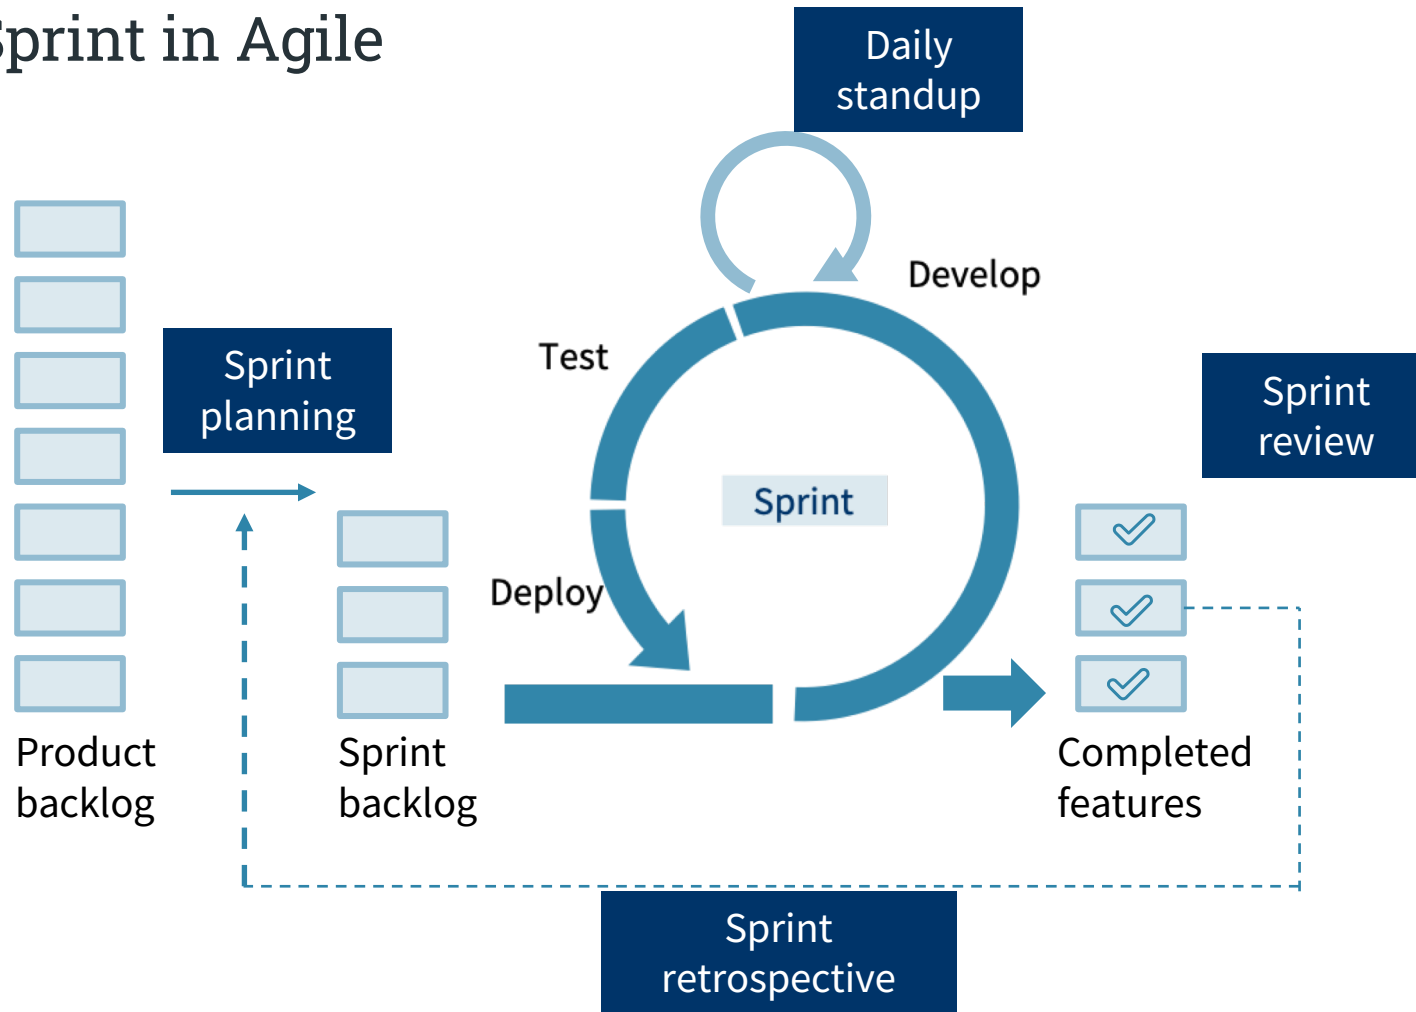 Sprint in Agile
Daily
standup
Develop
Test
Sprint
planning
Sprint
review
Sprint
Deploy
Product
backlog
Sprint
backlog
Completed
features
Sprint
retrospective